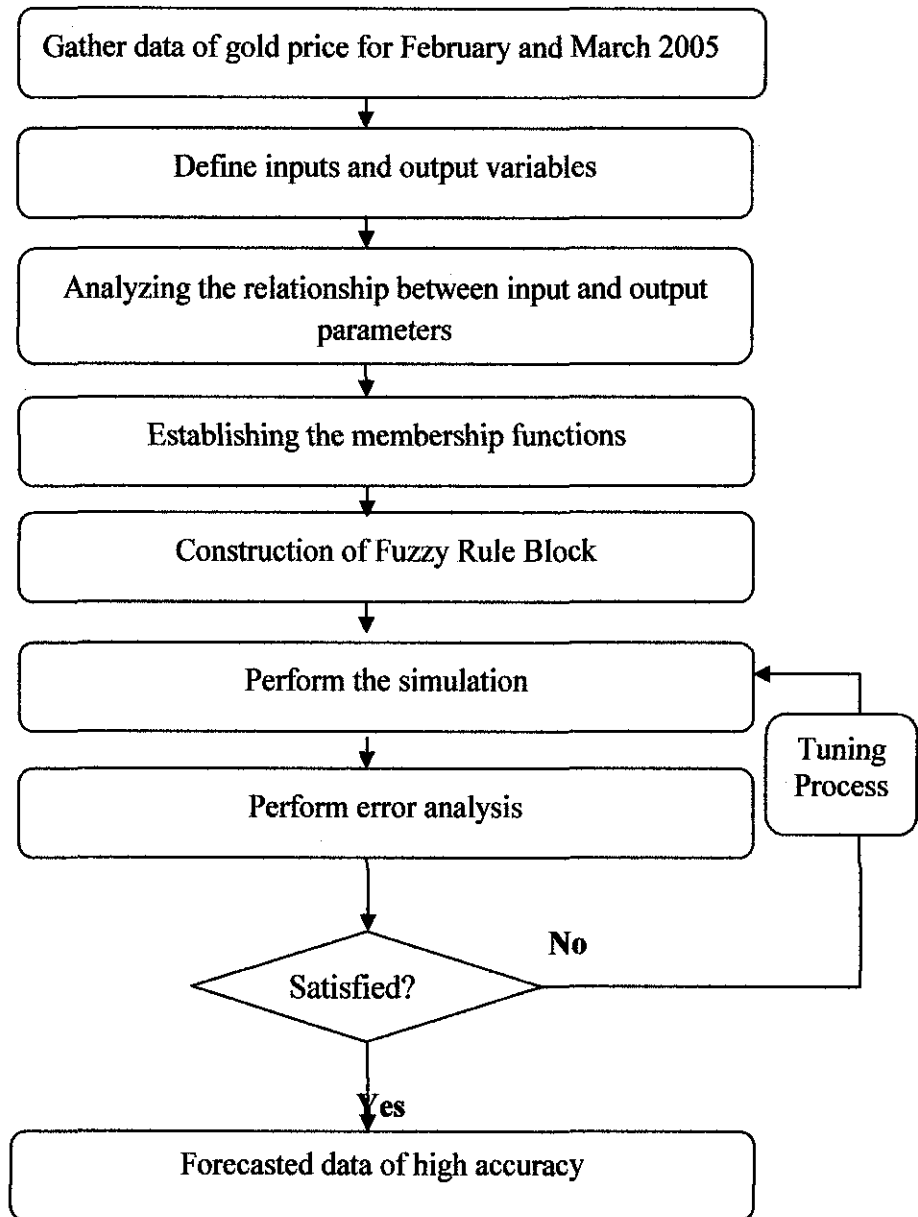 Gather data of gold price for February and March 2005
Define inputs and output variables
Analyzing the relationship between input and output
parameters
Establishing the membership functions
Construction of Fuzzy Rule Block
Perform the simulation
Tuning
Process
Perform error analysis
No
Satisfied?
Yes
Forecasted data of high accuracy